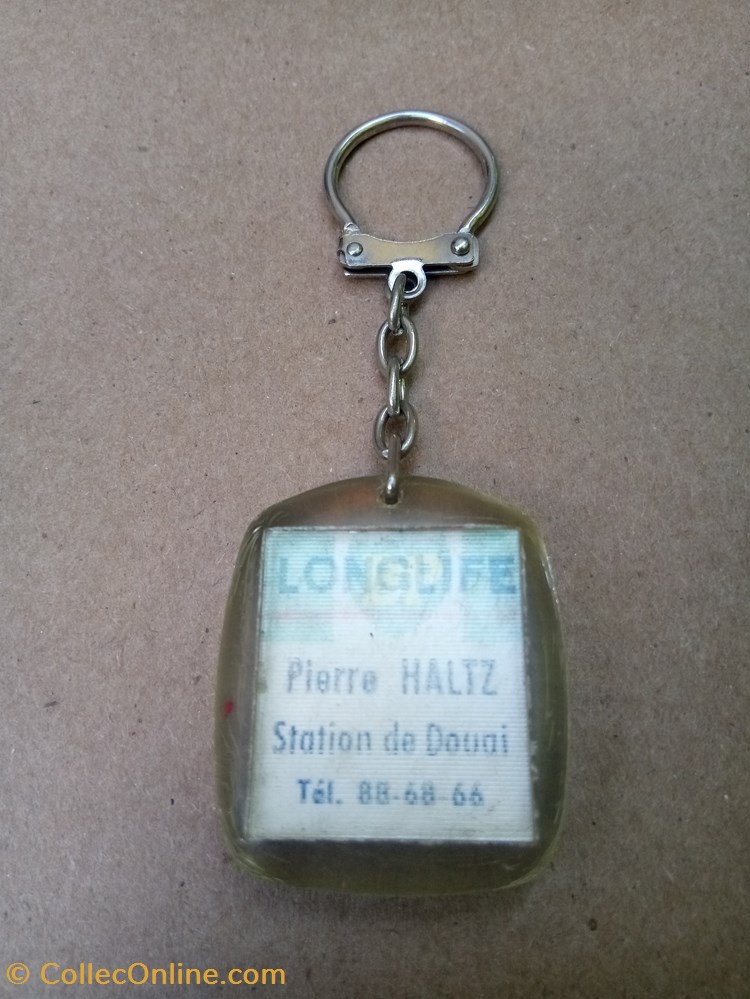 LONGLIFE
Pierre HALTZ
Station de Douai
Tél. 88-68-66
© CollecOnline.com